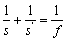 1/s + 1/s = 1/f